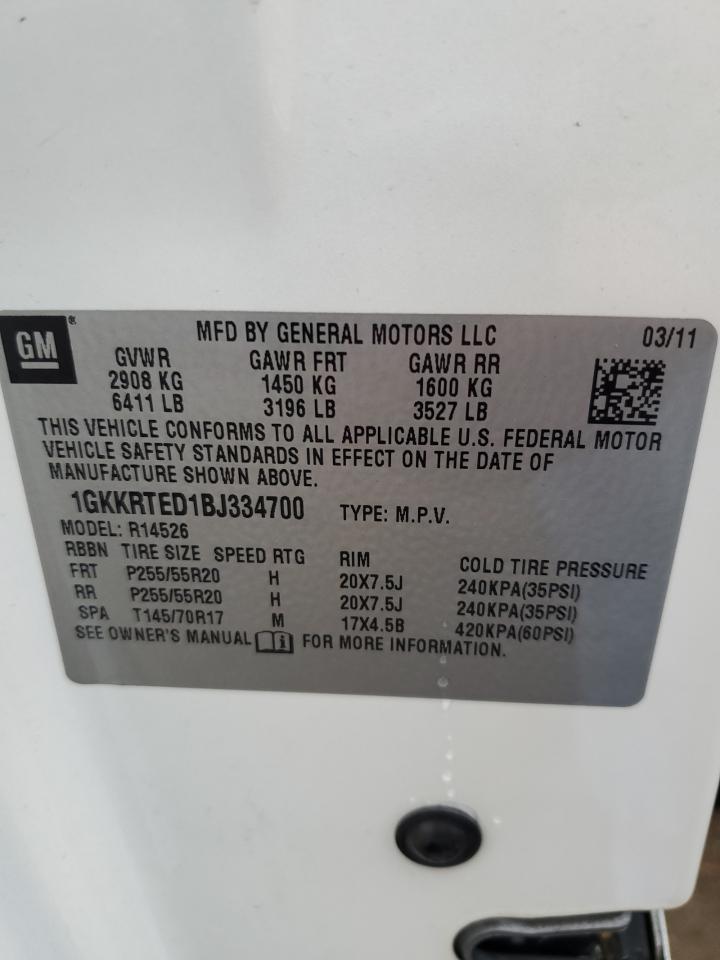 GM®
MFD BY GENERAL MOTORS LLC 03/11
GVWR GAWR FRT GAWR RR
2908 KG 1450 KG 1600 KG
6411 LB 3196 LB 3527 LB
THIS VEHICLE CONFORMS TO ALL APPLICABLE U.S. FEDERAL MOTOR
VEHICLE SAFETY STANDARDS IN EFFECT ON THE DATE OF
MANUFACTURE SHOWN ABOVE.
1GKKRTED1BJ334700 TYPE: M.P.V.
MODEL: R14526
RBBN TIRE SIZE SPEED RTG RIM COLD TIRE PRESSURE
FRT P255/55R20 H 20X7.5J 240KPA(35PSI)
RR P255/55R20 H 20X7.5J 240KPA(35PSI)
SPA T145/70R17 M 17X4.5B 420KPA(60PSI)
SEE OWNER'S MANUAL i FOR MORE INFORMATION.